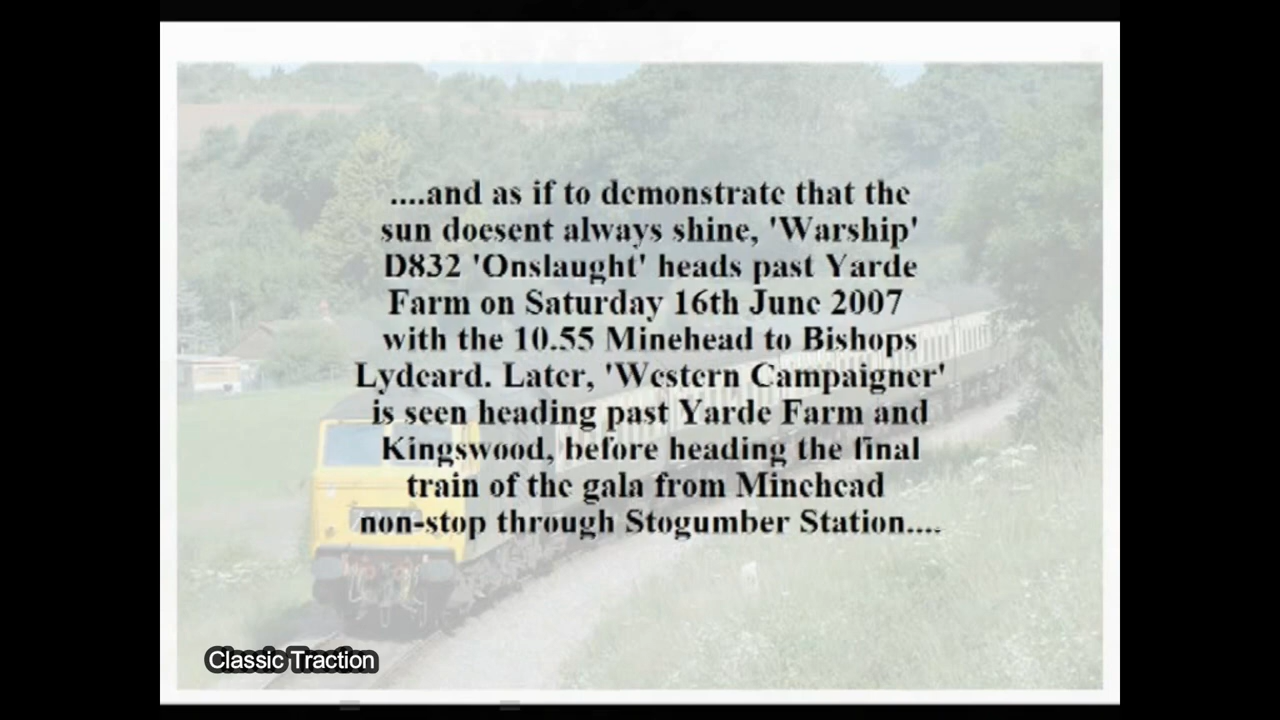 ....and as if to demonstrate that the
sun doesent always shine, 'Warship'
D832 'Onslaught' heads past Yarde
Farm on Saturday 16th June 2007
with the 10.55 Minehead to Bishops
Lydeard. Later, 'Western Campaigner'
is seen heading past Yarde Farm and
Kingswood, before heading the final
train of the gala from Minehead
non-stop through Stogumber Station....
Classic Traction